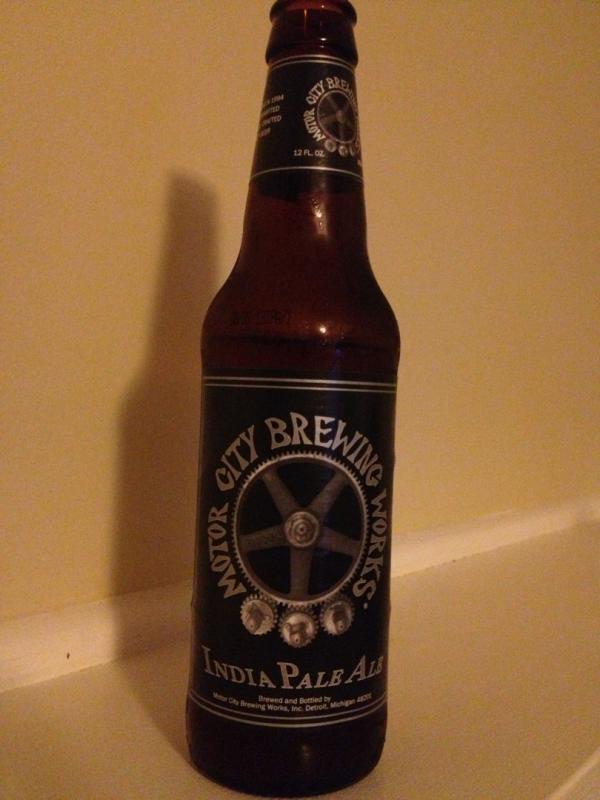 MOTOR CITY BREWING
12 FL. OZ.
MOTOR CITY BREWING WORKS.
INDIA PALE ALE
Brewed and Bottled by
Motor City Brewing Works, Inc. Detroit, Michigan 48201